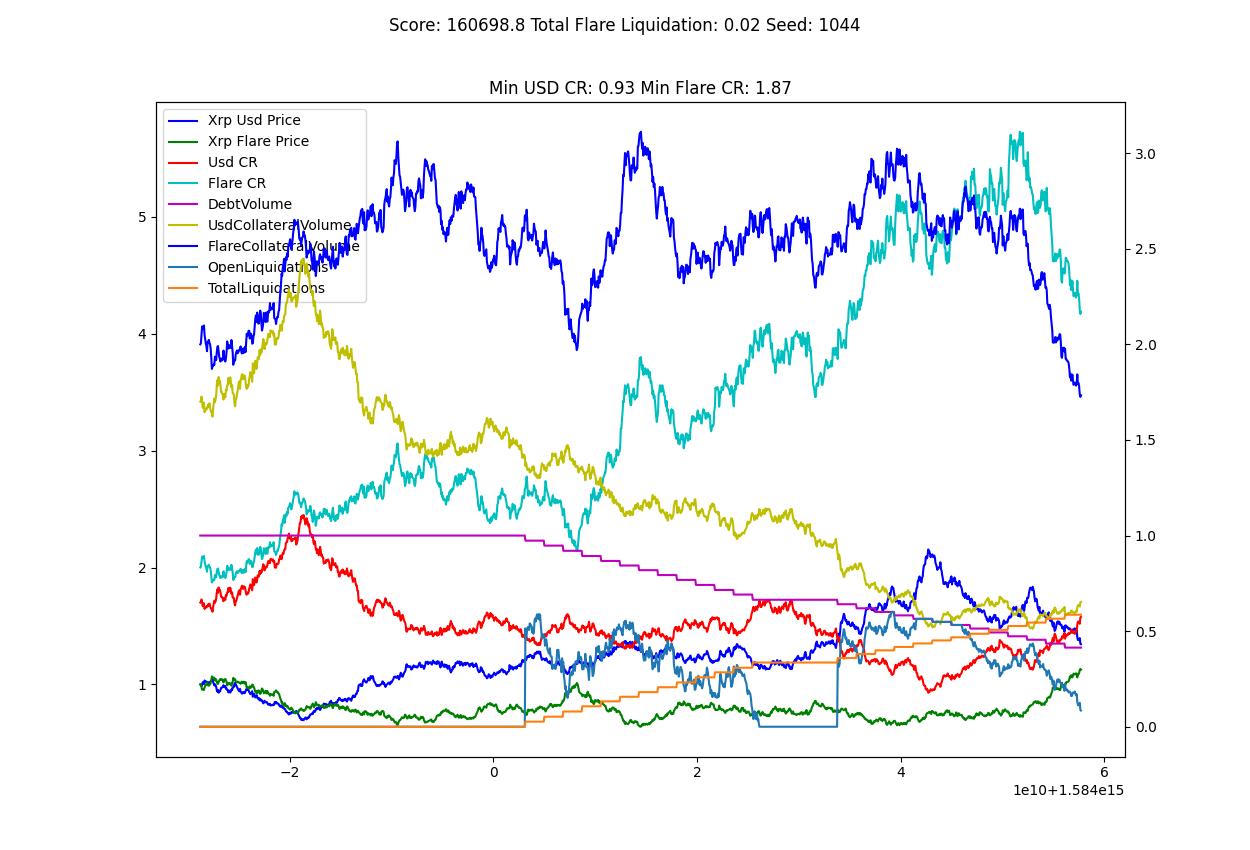 Score: 160698.8 Total Flare Liquidation: 0.02 Seed: 1044
Min USD CR: 0.93 Min Flare CR: 1.87
Xrp Usd Price
Xrp Flare Price
Usd CR
Flare CR
DebtVolume
UsdCollateralVolume
FlareCollateralVolume
OpenLiquidations
TotalLiquidations
5
4
3
2
1
3.0
2.5
2.0
1.5
1.0
0.5
0.0
−2
0
2
4
6
1e10+1.584e15